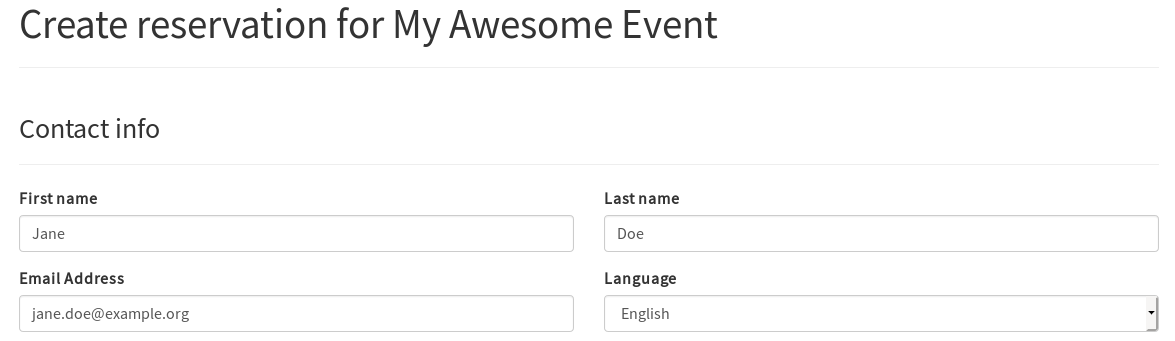 Create reservation for My Awesome Event
Contact info
First name
Last name
Jane
Doe
Email Address
Language
jane.doe@example.org
English